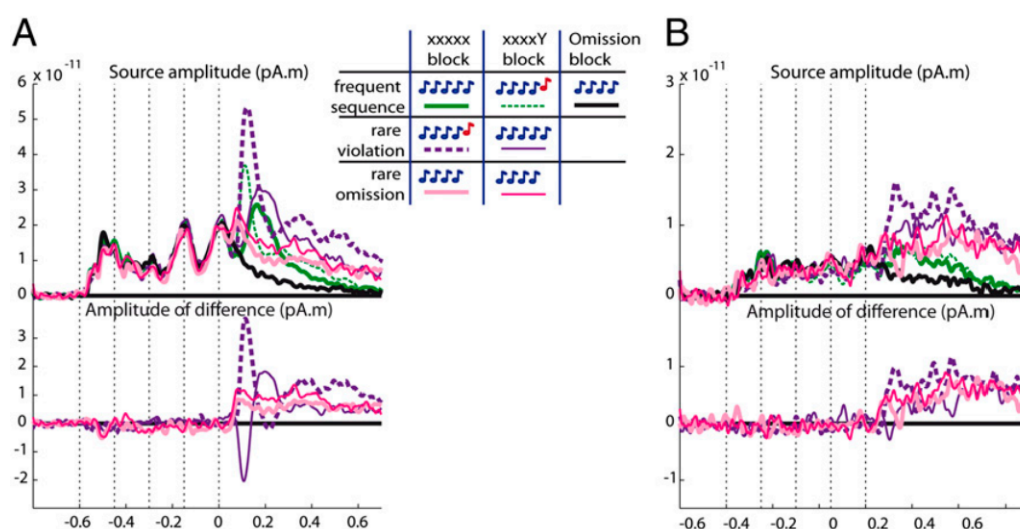 A
x 10⁻¹¹
Source amplitude (pA.m)
6
5
4
3
2
1
0
Amplitude of difference (pA.m)
3
2
1
0
-1
-2
-0.6 -0.4 -0.2 0 0.2 0.4 0.6
xxxxx block
xxxxY block
Omission block
frequent sequence
rare violation
rare omission
B
x 10⁻¹¹
Source amplitude (pA.m)
3
2
1
0
Amplitude of difference (pA.m)
1
0
-1
-0.6 -0.4 -0.2 0 0.2 0.4 0.6